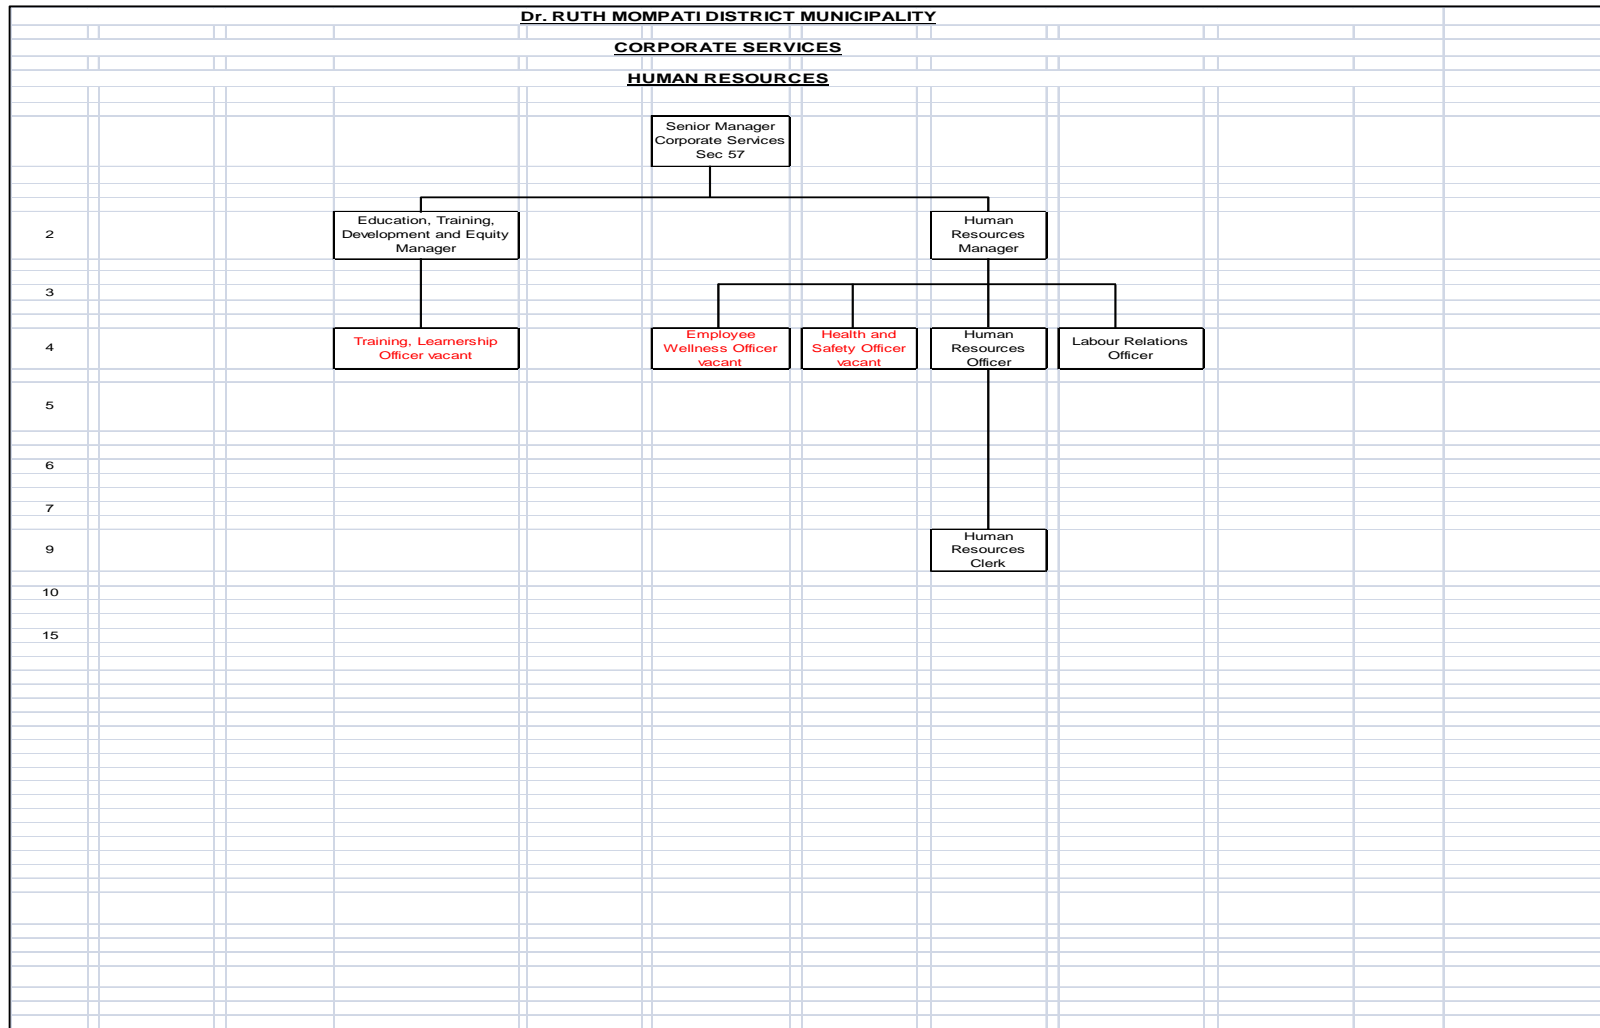 Dr. RUTH MOMPATI DISTRICT MUNICIPALITY
CORPORATE SERVICES
HUMAN RESOURCES
Senior Manager
Corporate Services
Sec 57
2
Education, Training,
Development and Equity
Manager
Human
Resources
Manager
3
4
Training, Learnership
Officer vacant
Employee
Wellness Officer
vacant
Health and
Safety Officer
vacant
Human
Resources
Officer
Labour Relations
Officer
5
6
7
9
Human
Resources
Clerk
10
15